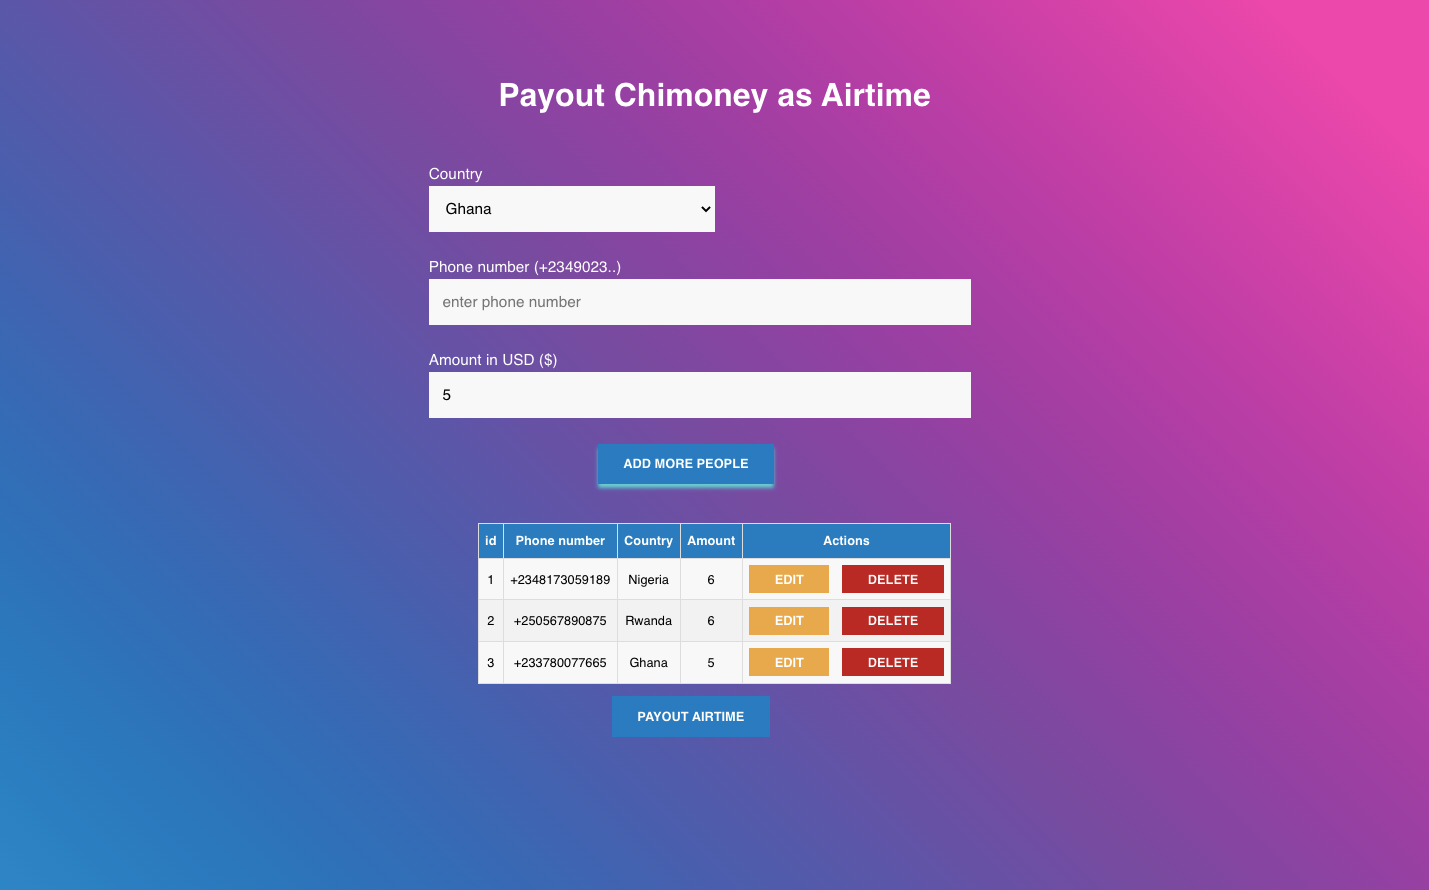 Payout Chimoney as Airtime
Country
Ghana
Phone number (+2349023..)
enter phone number
Amount in USD ($)
5
ADD MORE PEOPLE
id Phone number Country Amount Actions
1 +2348173059189 Nigeria 6 EDIT DELETE
2 +250567890875 Rwanda 6 EDIT DELETE
3 +233780077665 Ghana 5 EDIT DELETE
PAYOUT AIRTIME